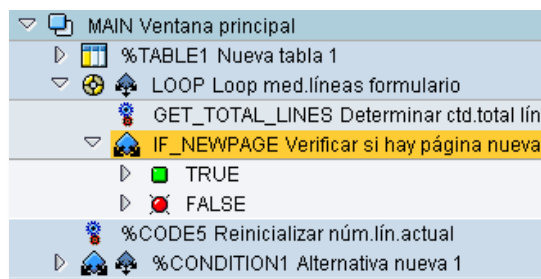 MAIN Ventana principal
%TABLE1 Nueva tabla 1
LOOP Loop med.líneas formulario
GET_TOTAL_LINES Determinar ctd.total lín
IF_NEWPAGE Verificar si hay página nueva
TRUE
FALSE
%CODE5 Reinicializar núm.lín.actual
%CONDITION1 Alternativa nueva 1